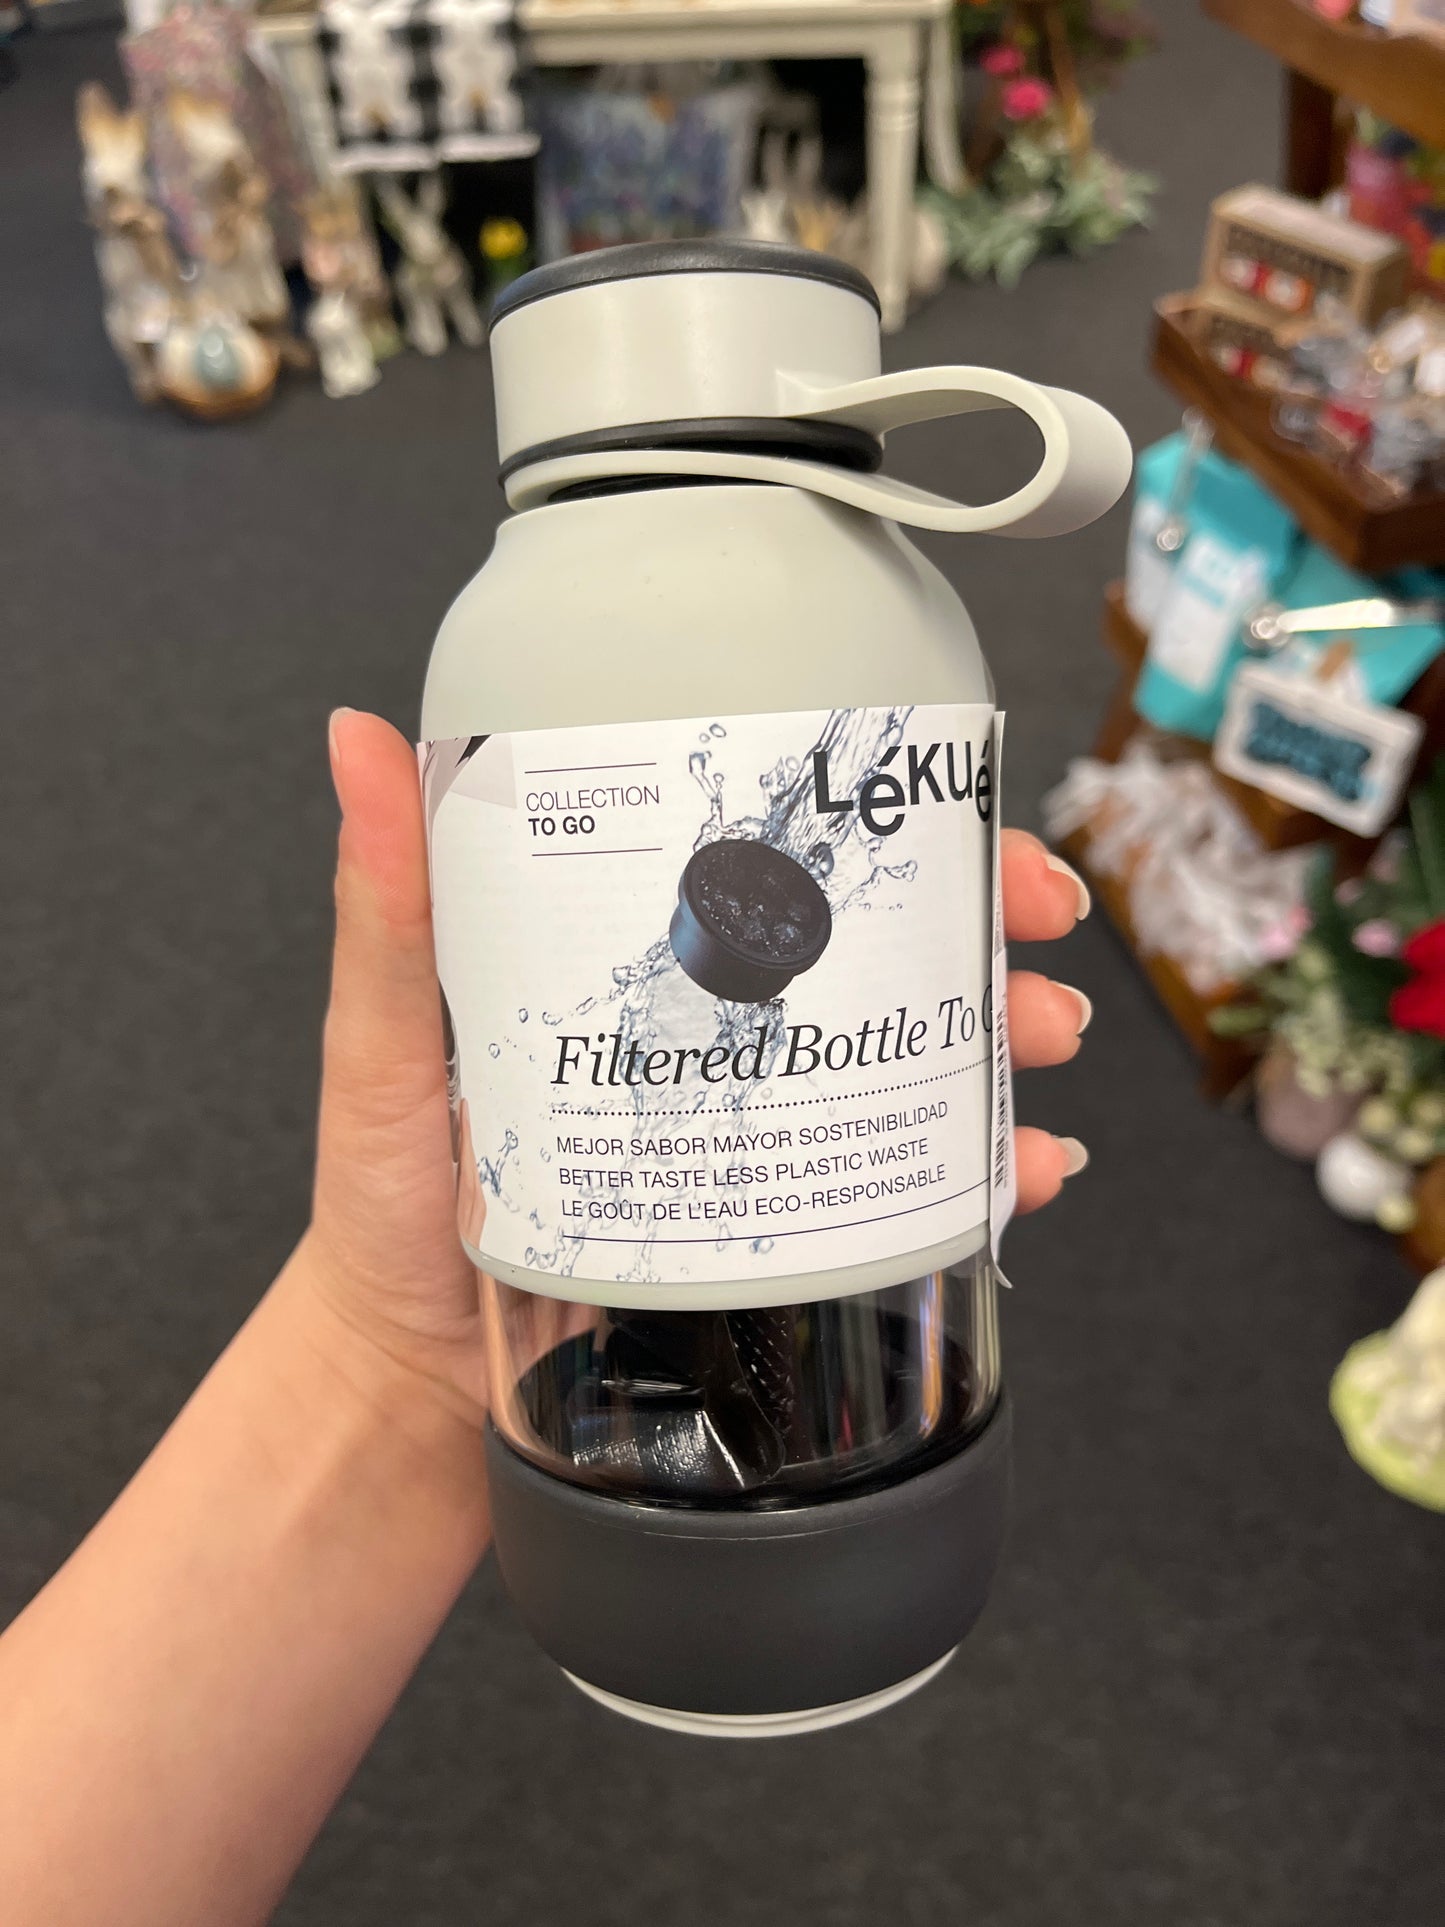 COLLECTION
TO GO
Lékué
Filtered Bottle To
MEJOR SABOR MAYOR SOSTENIBILIDAD
BETTER TASTE LESS PLASTIC WASTE
LE GOÛT DE L'EAU ECO-RESPONSABLE